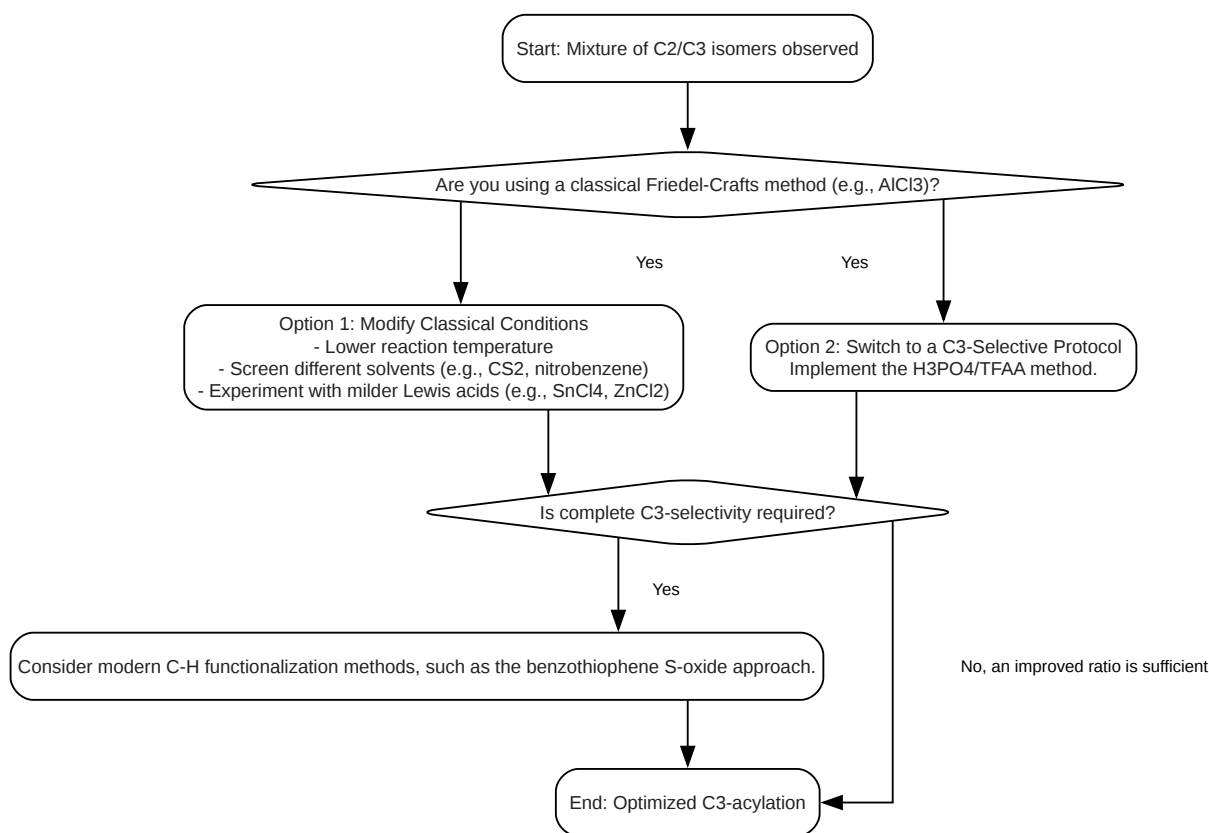 Start: Mixture of C2/C3 isomers observed
Are you using a classical Friedel-Crafts method (e.g., AlCl3)?
Yes
Yes
Option 1: Modify Classical Conditions
- Lower reaction temperature
- Screen different solvents (e.g., CS2, nitrobenzene)
- Experiment with milder Lewis acids (e.g., SnCl4, ZnCl2)
Option 2: Switch to a C3-Selective Protocol
Implement the H3PO4/TFAA method.
Is complete C3-selectivity required?
Yes
Consider modern C-H functionalization methods, such as the benzothiophene S-oxide approach.
No, an improved ratio is sufficient
End: Optimized C3-acylation